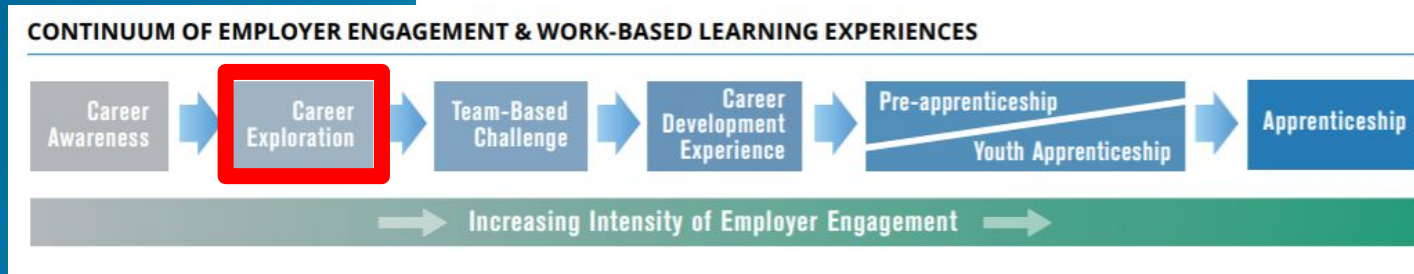 CONTINUUM OF EMPLOYER ENGAGEMENT & WORK-BASED LEARNING EXPERIENCES
Career
Awareness
Career
Exploration
Team-Based
Challenge
Career
Development
Experience
Pre-apprenticeship
Youth Apprenticeship
Apprenticeship
Increasing Intensity of Employer Engagement